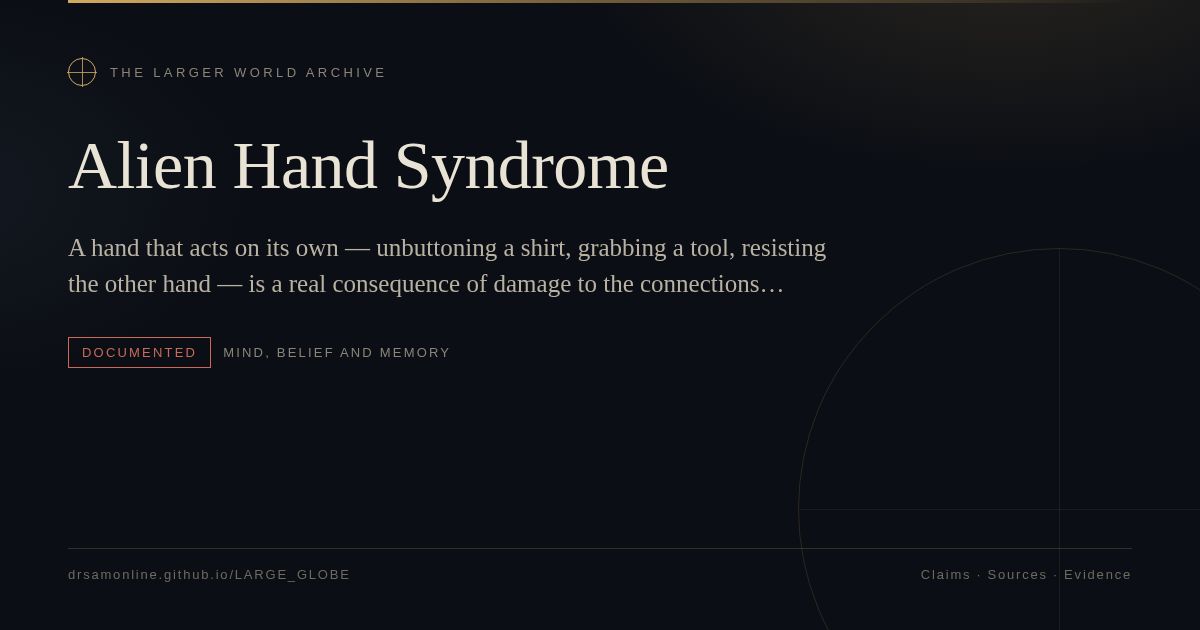 THE LARGER WORLD ARCHIVE
Alien Hand Syndrome
A hand that acts on its own — unbuttoning a shirt, grabbing a tool, resisting
the other hand — is a real consequence of damage to the connections…
DOCUMENTED MIND, BELIEF AND MEMORY
drsamonline.github.io/LARGE_GLOBE Claims · Sources · Evidence